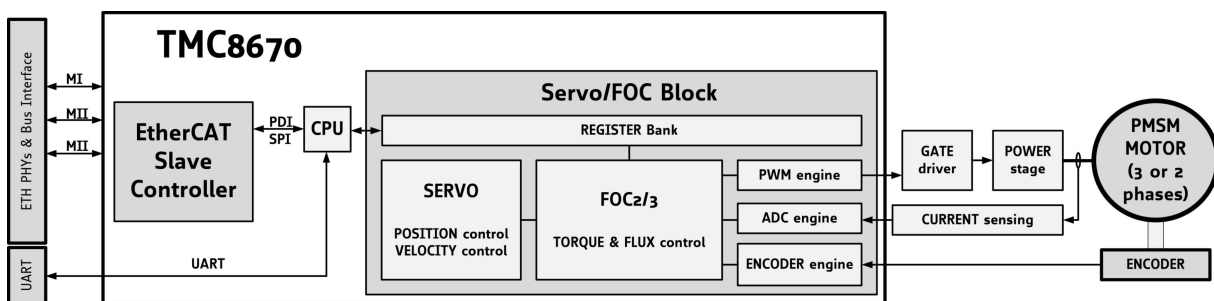 TMC8670
ETH PHYs & Bus Interface
MI
MII
MII
EtherCAT
Slave
Controller
PDI
SPI
CPU
Servo/FOC Block
REGISTER Bank
SERVO
POSITION control
VELOCITY control
FOC2/3
TORQUE & FLUX control
PWM engine
ADC engine
ENCODER engine
GATE
driver
POWER
stage
CURRENT sensing
PMSM
MOTOR
(3 or 2
phases)
ENCODER
UART
UART